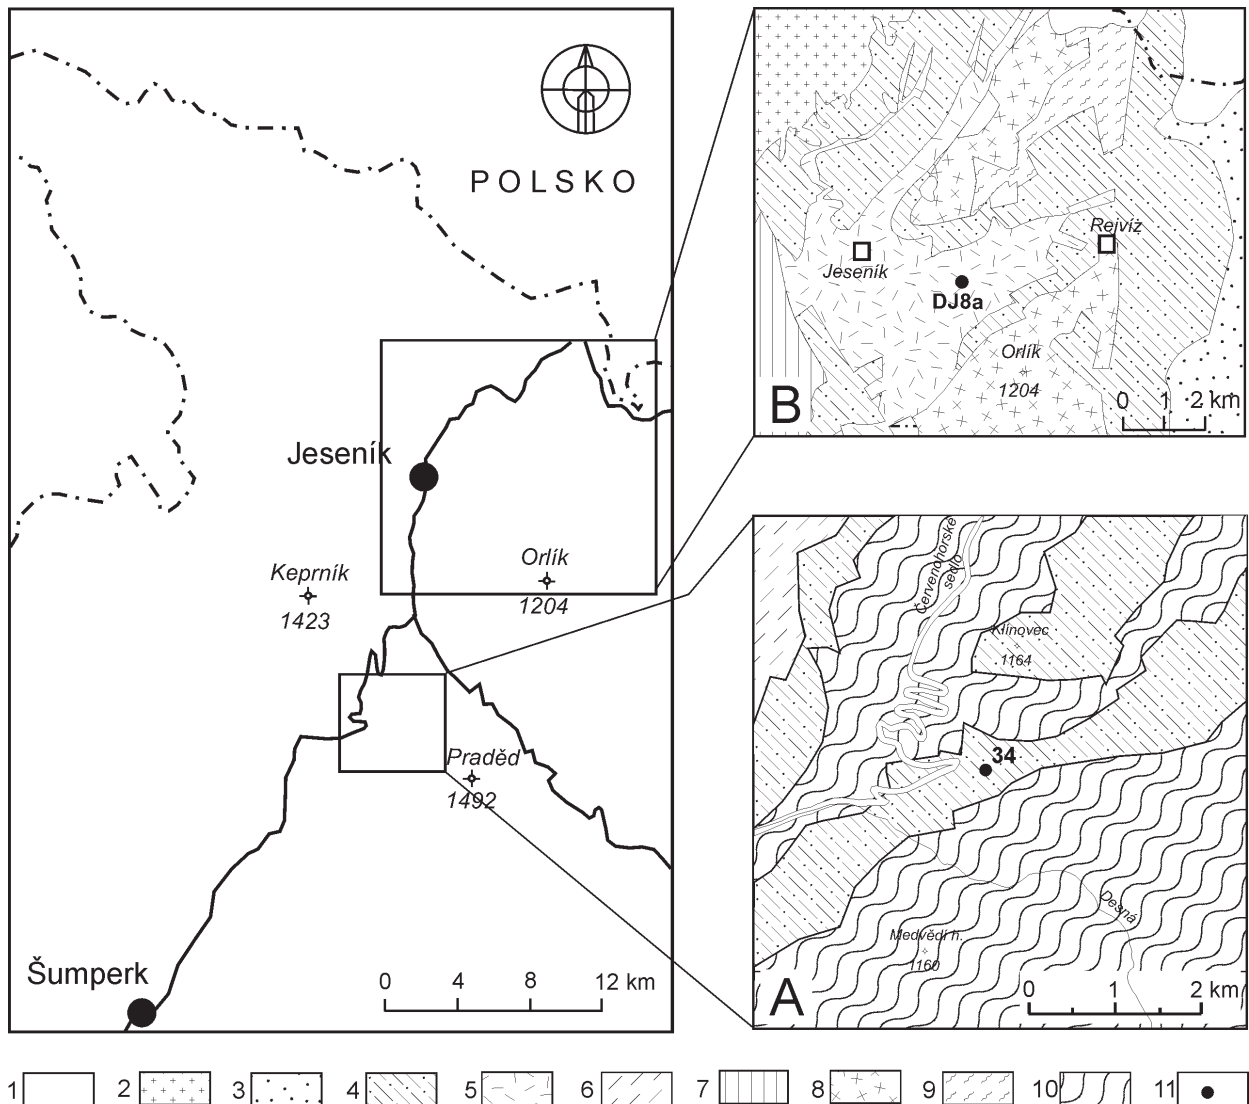 POLSKO
Jeseník
Keprník
1423
Orlík
1204
Praděd
1492
Šumperk
0 4 8 12 km
Rejvíz
Jeseník
DJ8a
Orlík
1204
B
0 1 2 km
Červenohorské
sedlo
Klínovec
1164
34
Desná
Medvědí h.
1160
A
0 1 2 km
1 2 3 4 5 6 7 8 9 10 11